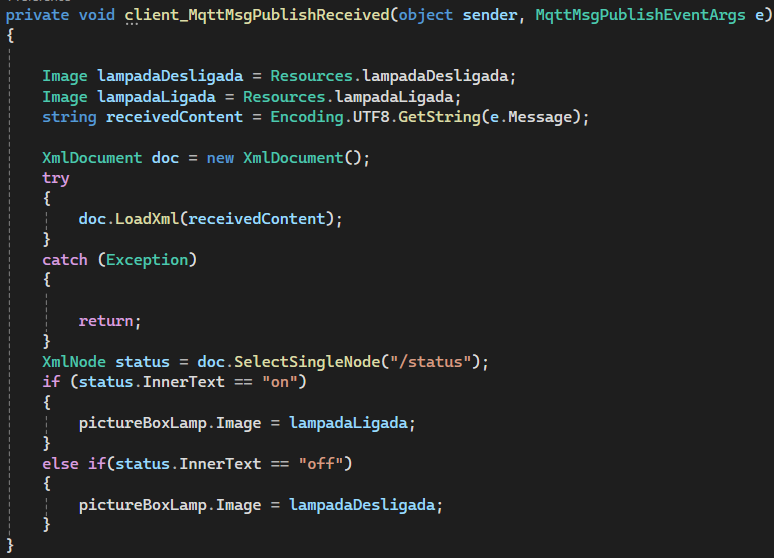 private void client_MqttMsgPublishReceived(object sender, MqttMsgPublishEventArgs e)
{
Image lampadaDesligada = Resources.lampadaDesligada;
Image lampadaLigada = Resources.lampadaLigada;
string receivedContent = Encoding.UTF8.GetString(e.Message);
XmlDocument doc = new XmlDocument();
try
{
doc.LoadXml(receivedContent);
}
catch (Exception)
{
return;
}
XmlNode status = doc.SelectSingleNode("/status");
if (status.InnerText == "on")
{
pictureBoxLamp.Image = lampadaLigada;
}
else if(status.InnerText == "off")
{
pictureBoxLamp.Image = lampadaDesligada;
}
}